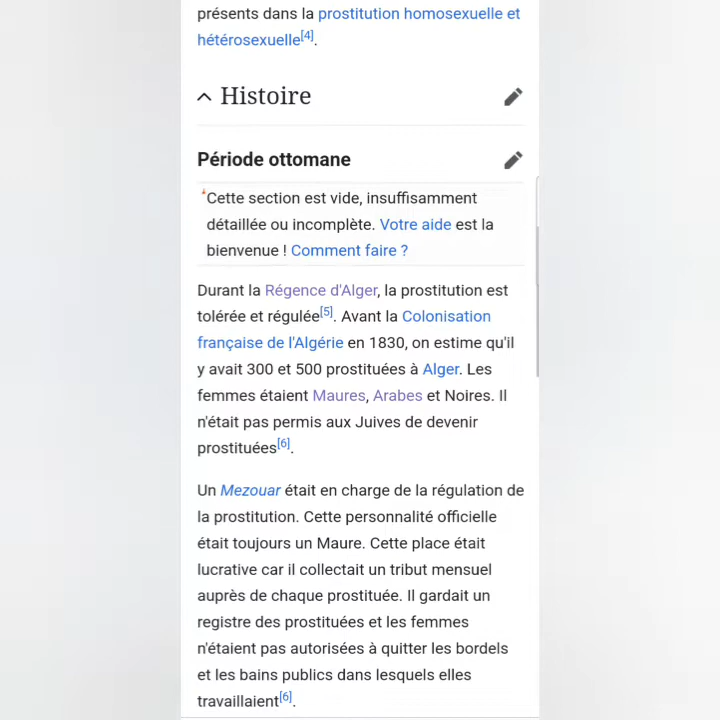 présents dans la prostitution homosexuelle et
hétérosexuelle[4].
Histoire
Période ottomane
Cette section est vide, insuffisamment
détaillée ou incomplète. Votre aide est la
bienvenue ! Comment faire ?
Durant la Régence d'Alger, la prostitution est
tolérée et régulée[5]. Avant la Colonisation
française de l'Algérie en 1830, on estime qu'il
y avait 300 et 500 prostituées à Alger. Les
femmes étaient Maures, Arabes et Noires. Il
n'était pas permis aux Juives de devenir
prostituées[6].
Un Mezouar était en charge de la régulation de
la prostitution. Cette personnalité officielle
était toujours un Maure. Cette place était
lucrative car il collectait un tribut mensuel
auprès de chaque prostituée. Il gardait un
registre des prostituées et les femmes
n'étaient pas autorisées à quitter les bordels
et les bains publics dans lesquels elles
travaillaient[6].